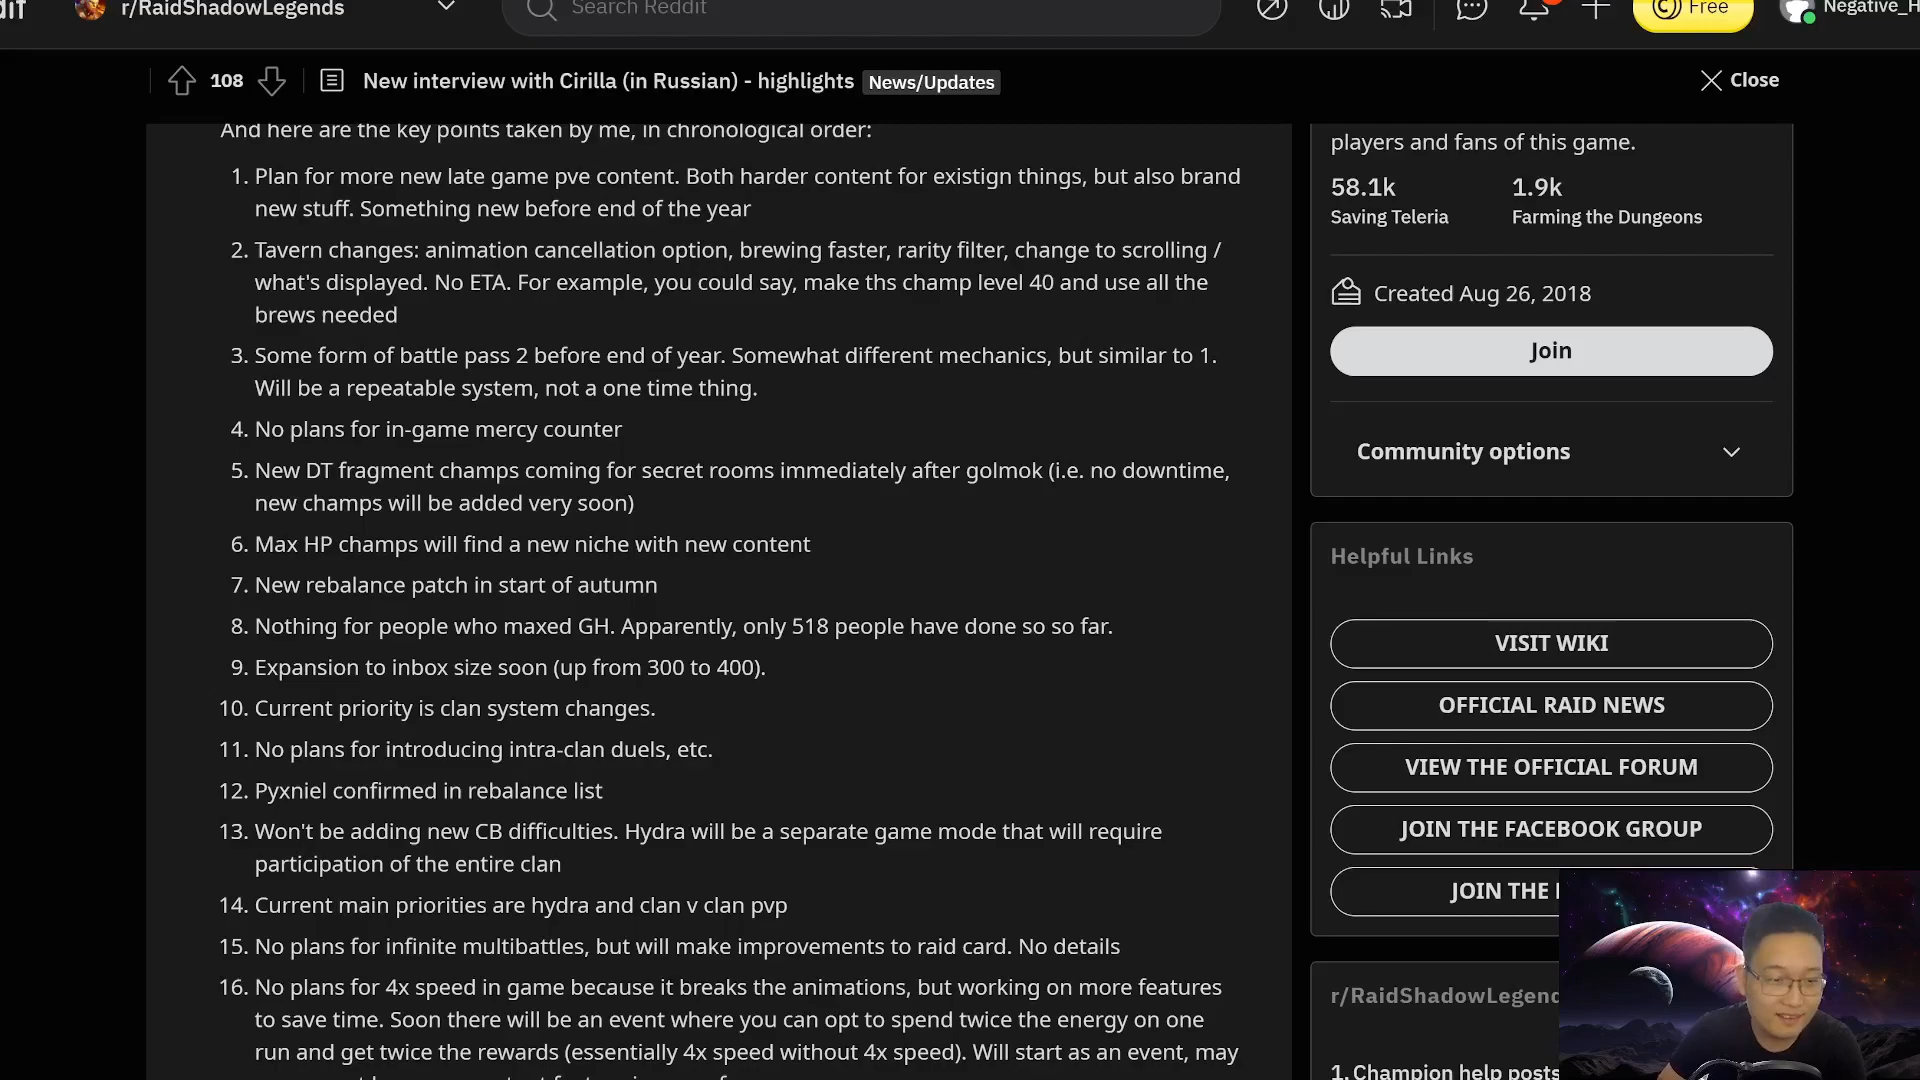 r/RaidShadowLegends
Search Reddit
Free
108
New interview with Cirilla (in Russian) - highlights
News/Updates
Close
And here are the key points taken by me, in chronological order:
1. Plan for more new late game pve content. Both harder content for existign things, but also brand
new stuff. Something new before end of the year
2. Tavern changes: animation cancellation option, brewing faster, rarity filter, change to scrolling /
what's displayed. No ETA. For example, you could say, make ths champ level 40 and use all the
brews needed
3. Some form of battle pass 2 before end of year. Somewhat different mechanics, but similar to 1.
Will be a repeatable system, not a one time thing.
4. No plans for in-game mercy counter
5. New DT fragment champs coming for secret rooms immediately after golmok (i.e. no downtime,
new champs will be added very soon)
6. Max HP champs will find a new niche with new content
7. New rebalance patch in start of autumn
8. Nothing for people who maxed GH. Apparently, only 518 people have done so so far.
9. Expansion to inbox size soon (up from 300 to 400).
10. Current priority is clan system changes.
11. No plans for introducing intra-clan duels, etc.
12. Pyxniel confirmed in rebalance list
13. Won't be adding new CB difficulties. Hydra will be a separate game mode that will require
participation of the entire clan
14. Current main priorities are hydra and clan v clan pvp
15. No plans for infinite multibattles, but will make improvements to raid card. No details
16. No plans for 4x speed in game because it breaks the animations, but working on more features
to save time. Soon there will be an event where you can opt to spend twice the energy on one
run and get twice the rewards (essentially 4x speed without 4x speed). Will start as an event, may
players and fans of this game.
58.1k
1.9k
Saving Teleria
Farming the Dungeons
Created Aug 26, 2018
Join
Community options
Helpful Links
VISIT WIKI
OFFICIAL RAID NEWS
VIEW THE OFFICIAL FORUM
JOIN THE FACEBOOK GROUP
JOIN THE
r/RaidShadowLegend
1. Champion help posts